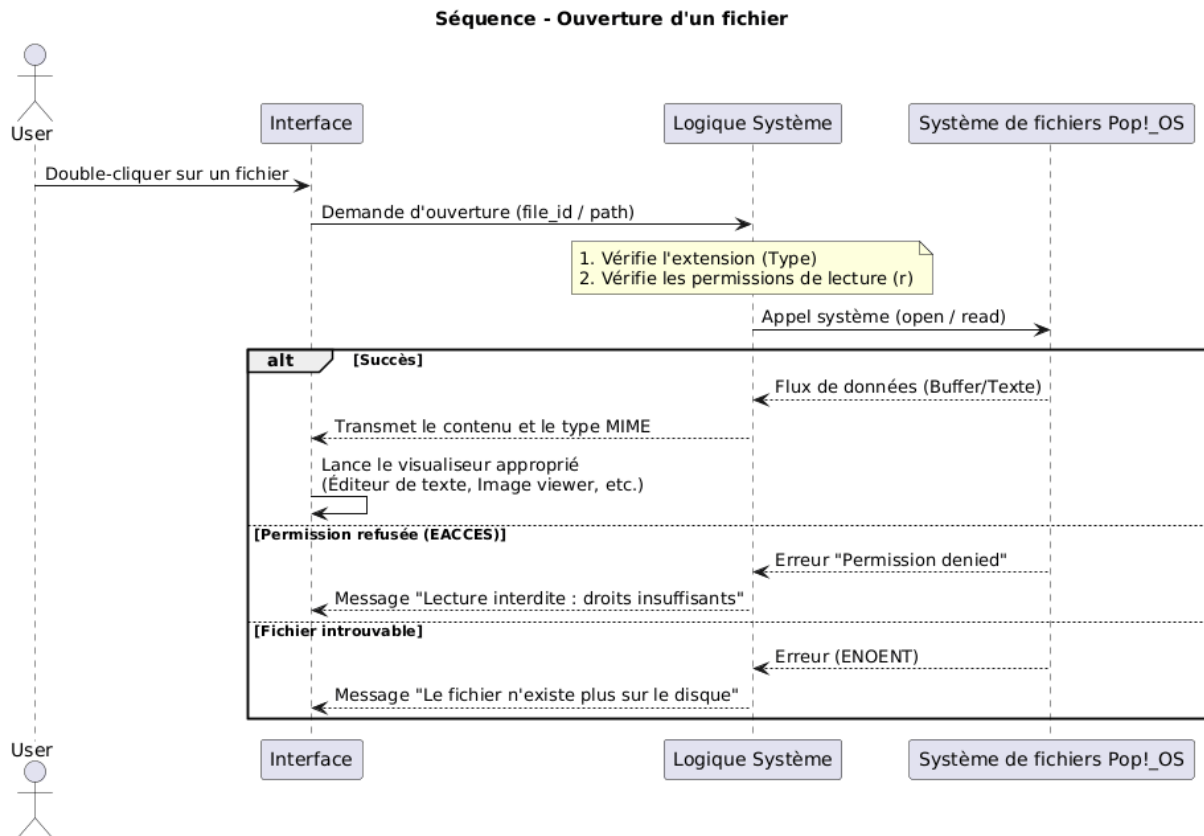 Séquence - Ouverture d'un fichier
User
Interface
Logique Système
Système de fichiers Pop!_OS
Double-cliquer sur un fichier
Demande d'ouverture (file_id / path)
1. Vérifie l'extension (Type)
2. Vérifie les permissions de lecture (r)
Appel système (open / read)
alt
[Succès]
Flux de données (Buffer/Texte)
Transmet le contenu et le type MIME
Lance le visualiseur approprié
(Éditeur de texte, Image viewer, etc.)
[Permission refusée (EACCES)]
Erreur "Permission denied"
Message "Lecture interdite : droits insuffisants"
[Fichier introuvable]
Erreur (ENOENT)
Message "Le fichier n'existe plus sur le disque"
User
Interface
Logique Système
Système de fichiers Pop!_OS